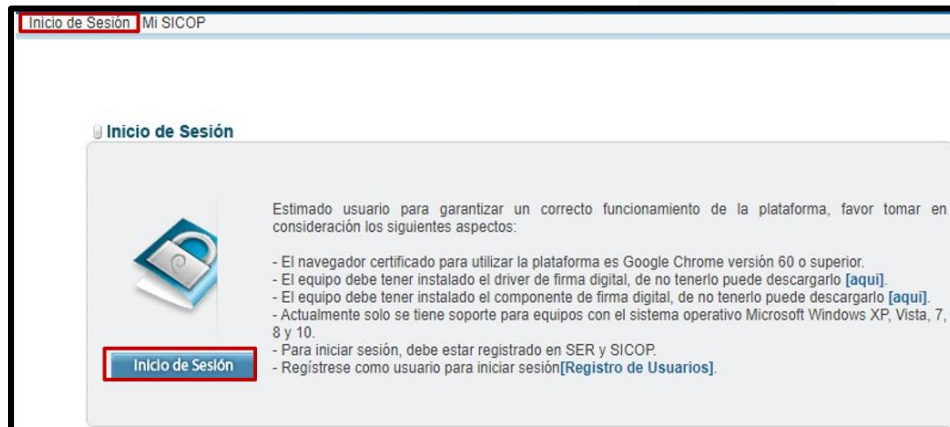 Inicio de Sesión Mi SICOP
Inicio de Sesión
Estimado usuario para garantizar un correcto funcionamiento de la plataforma, favor tomar en
consideración los siguientes aspectos:
- El navegador certificado para utilizar la plataforma es Google Chrome versión 60 o superior.
- El equipo debe tener instalado el driver de firma digital, de no tenerlo puede descargarlo [aquí].
- El equipo debe tener instalado el componente de firma digital, de no tenerlo puede descargarlo [aquí].
- Actualmente solo se tiene soporte para equipos con el sistema operativo Microsoft Windows XP, Vista, 7,
8 y 10.
- Para iniciar sesión, debe estar registrado en SER y SICOP.
- Regístrese como usuario para iniciar sesión[Registro de Usuarios].
Inicio de Sesión